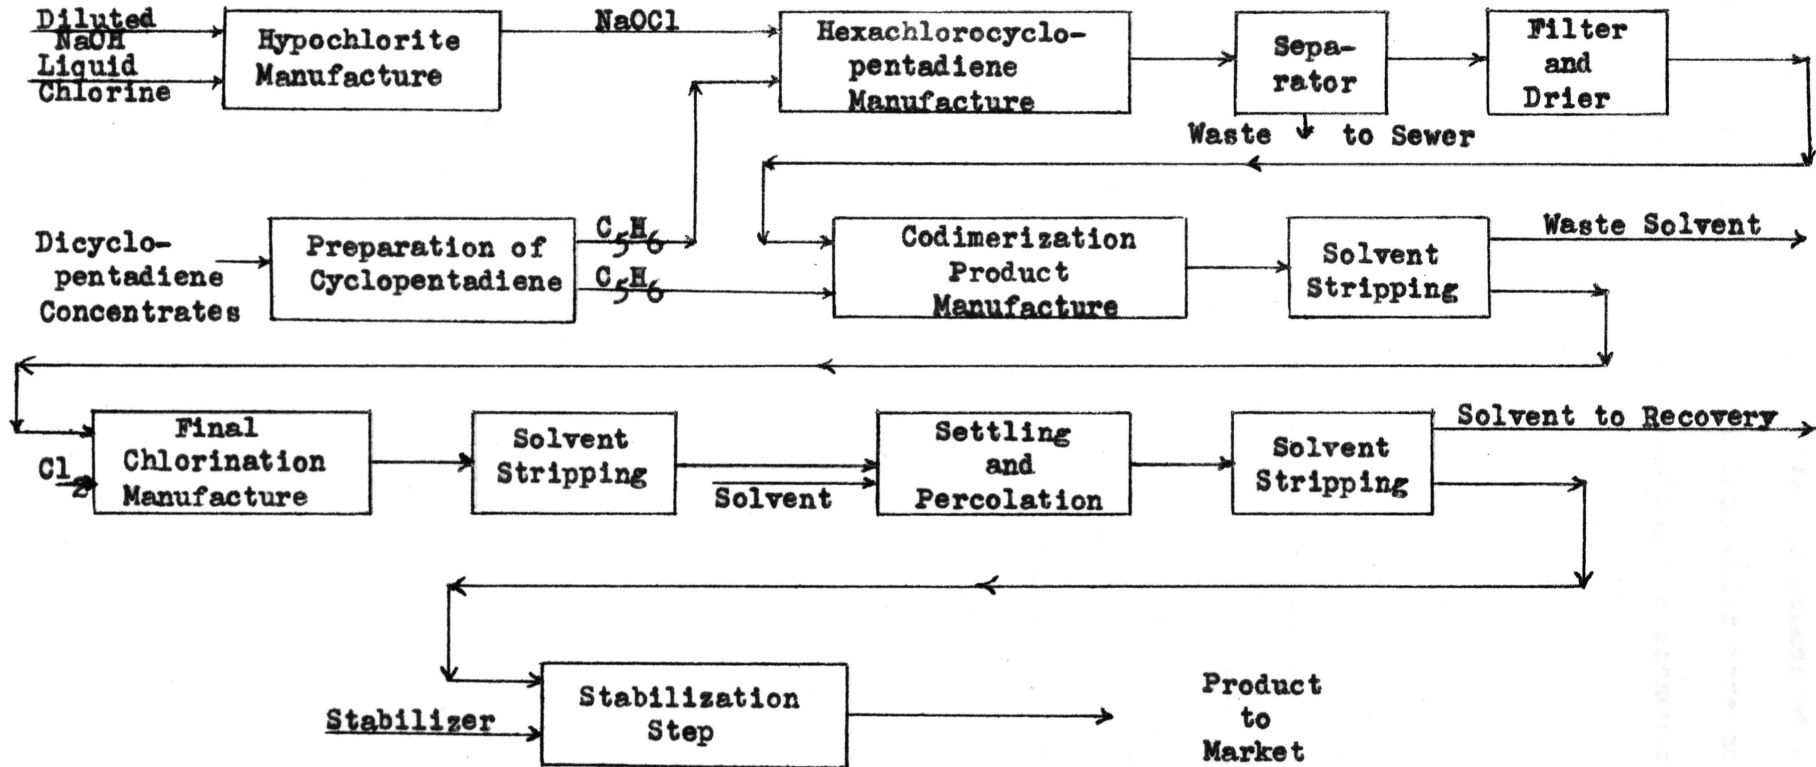 Diluted
NaOH
Liquid
Chlorine
Hypochlorite
Manufacture
NaOCl
Hexachlorocyclo-
pentadiene
Manufacture
Sepa-
rator
Filter
and
Drier
Waste to Sewer
Dicyclo-
pentadiene
Concentrates
Preparation of
Cyclopentadiene
C5H6
C5H6
Codimerization
Product
Manufacture
Solvent
Stripping
Waste Solvent
Cl2
Final
Chlorination
Manufacture
Solvent
Stripping
Solvent
Settling
and
Percolation
Solvent
Stripping
Solvent to Recovery
Stabilizer
Stabilization
Step
Product
to
Market